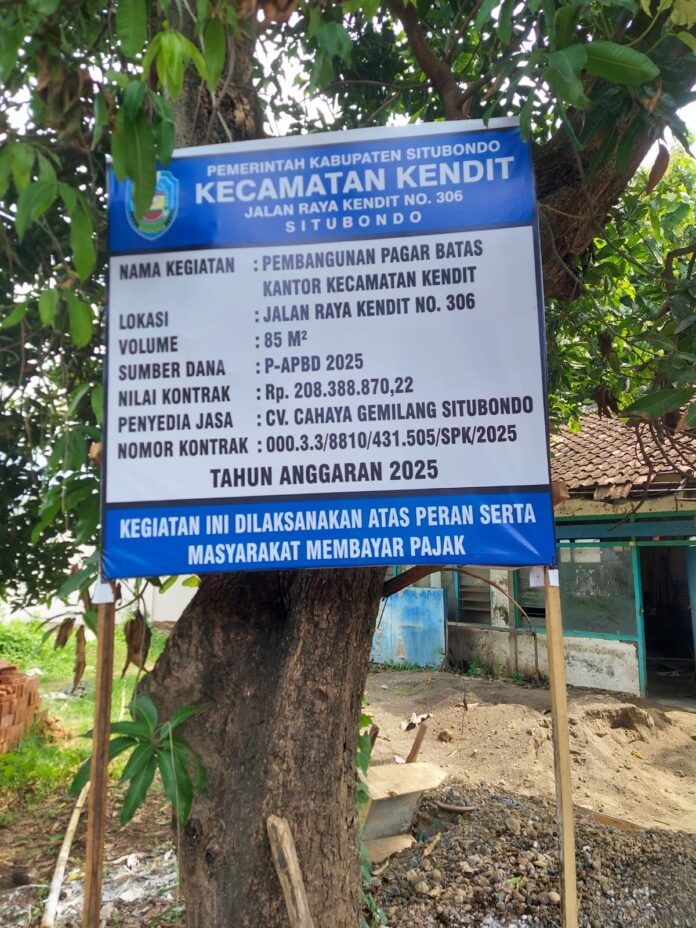 PEMERINTAH KABUPATEN SITUBONDO
KECAMATAN KENDIT
JALAN RAYA KENDIT NO. 306
SITUBONDO
NAMA KEGIATAN : PEMBANGUNAN PAGAR BATAS
KANTOR KECAMATAN KENDIT
LOKASI : JALAN RAYA KENDIT NO. 306
VOLUME : 85 M²
SUMBER DANA : P-APBD 2025
NILAI KONTRAK : Rp. 208.388.870,22
PENYEDIA JASA : CV. CAHAYA GEMILANG SITUBONDO
NOMOR KONTRAK : 000.3.3/8810/431.505/SPK/2025
TAHUN ANGGARAN 2025
KEGIATAN INI DILAKSANAKAN ATAS PERAN SERTA
MASYARAKAT MEMBAYAR PAJAK